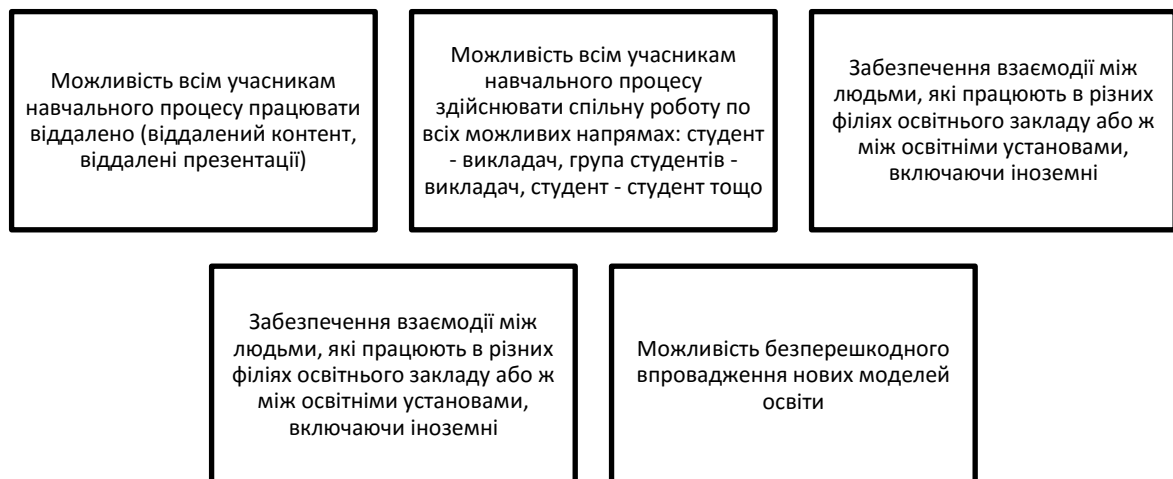 Можливість всім учасникам
навчального процесу працювати
віддалено (віддалений контент,
віддалені презентації)
Можливість всім учасникам
навчального процесу
здійснювати спільну роботу по
всіх можливих напрямах: студент
- викладач, група студентів -
викладач, студент - студент тощо
Забезпечення взаємодії між
людьми, які працюють в різних
філіях освітнього закладу або ж
між освітніми установами,
включаючи іноземні
Забезпечення взаємодії між
людьми, які працюють в різних
філіях освітнього закладу або ж
між освітніми установами,
включаючи іноземні
Можливість безперешкодного
впровадження нових моделей
освіти